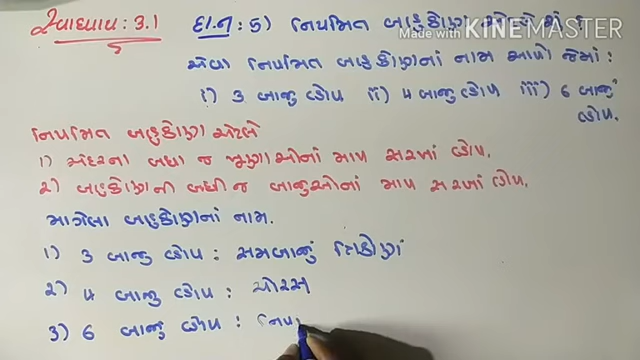 Made with KINEMASTER
સ્વાધ્યાય : 3.1 દા.ન : 5) નિયમિત બહુકોણ એટલે શું ?
એવા નિયમિત બહુકોણનાં નામ આપો જેમાં :
i) 3 બાજુ હોય ii) 4 બાજુ હોય iii) 6 બાજુ
હોય.
નિયમિત બહુકોણ એટલે
1) અંદરના બધા જ ખૂણાઓનાં માપ સરખાં હોય.
2) બહુકોણની બધી જ બાજુઓનાં માપ સરખાં હોય.
માગેલા બહુકોણનાં નામ.
1) 3 બાજુ હોય : સમબાજુ ત્રિકોણ
2) 4 બાજુ હોય : ચોરસ
3) 6 બાજુ હોય : નિય